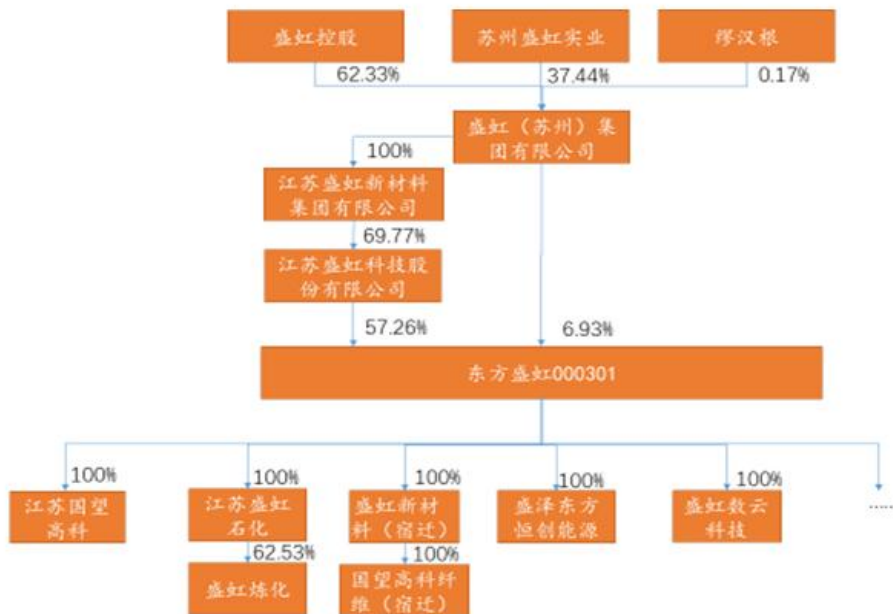 盛虹控股
苏州盛虹实业
缪汉根
62.33%
37.44%
0.17%
盛虹（苏州）集
团有限公司
100%
江苏盛虹新材料
集团有限公司
69.77%
江苏盛虹科技股
份有限公司
57.26%
6.93%
东方盛虹000301
100%
100%
100%
100%
100%
江苏国望
高科
江苏盛虹
石化
盛虹新材
料（宿迁）
盛泽东方
恒创能源
盛虹数云
科技
……
62.53%
100%
盛虹炼化
国望高科纤
维（宿迁）